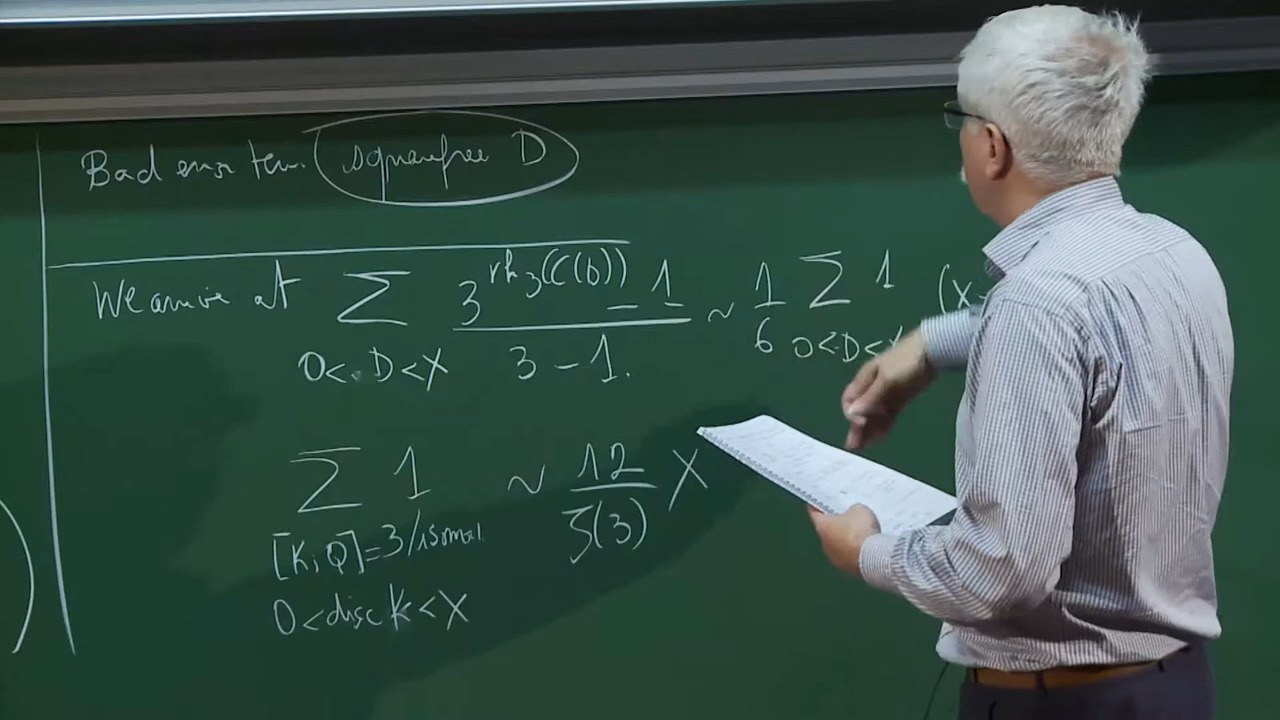 Bad error term squarefree D
We arrive at ∑ 3^{rk_3(C(D))} - 1 / 3 - 1. ~ 1/6 ∑ 1 (X
0 < D < X 0 < D < X
∑ 1 ~ 12/ζ(3) X
[K, Q] = 3/isomor
0 < disc K < X